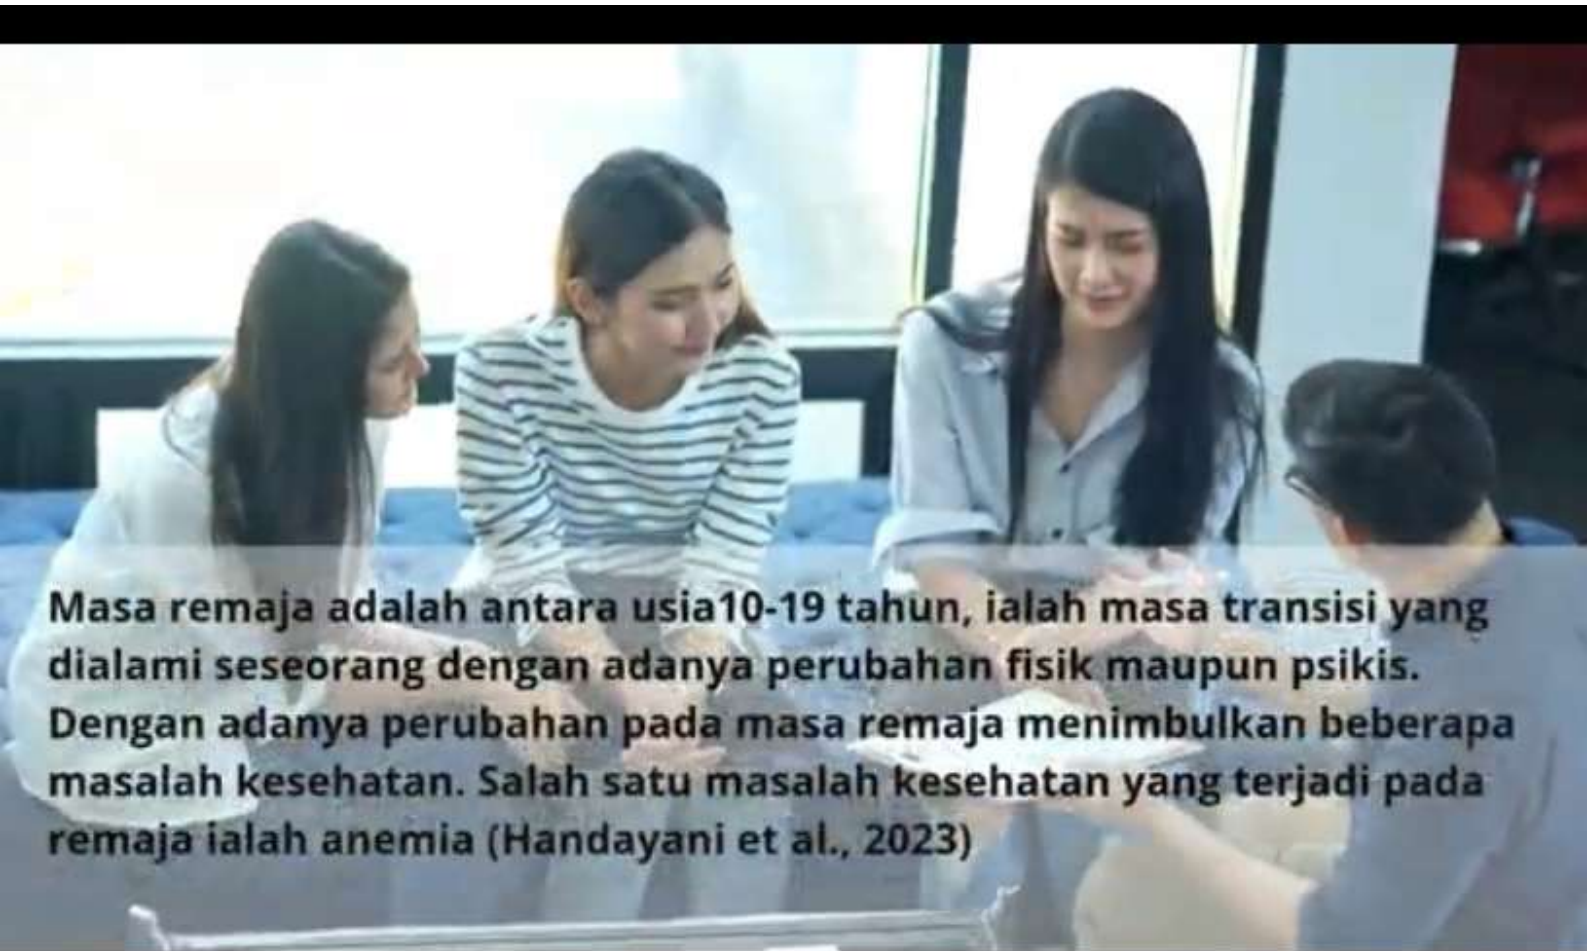 Masa remaja adalah antara usia10-19 tahun, ialah masa transisi yang
dialami seseorang dengan adanya perubahan fisik maupun psikis.
Dengan adanya perubahan pada masa remaja menimbulkan beberapa
masalah kesehatan. Salah satu masalah kesehatan yang terjadi pada
remaja ialah anemia (Handayani et al., 2023)